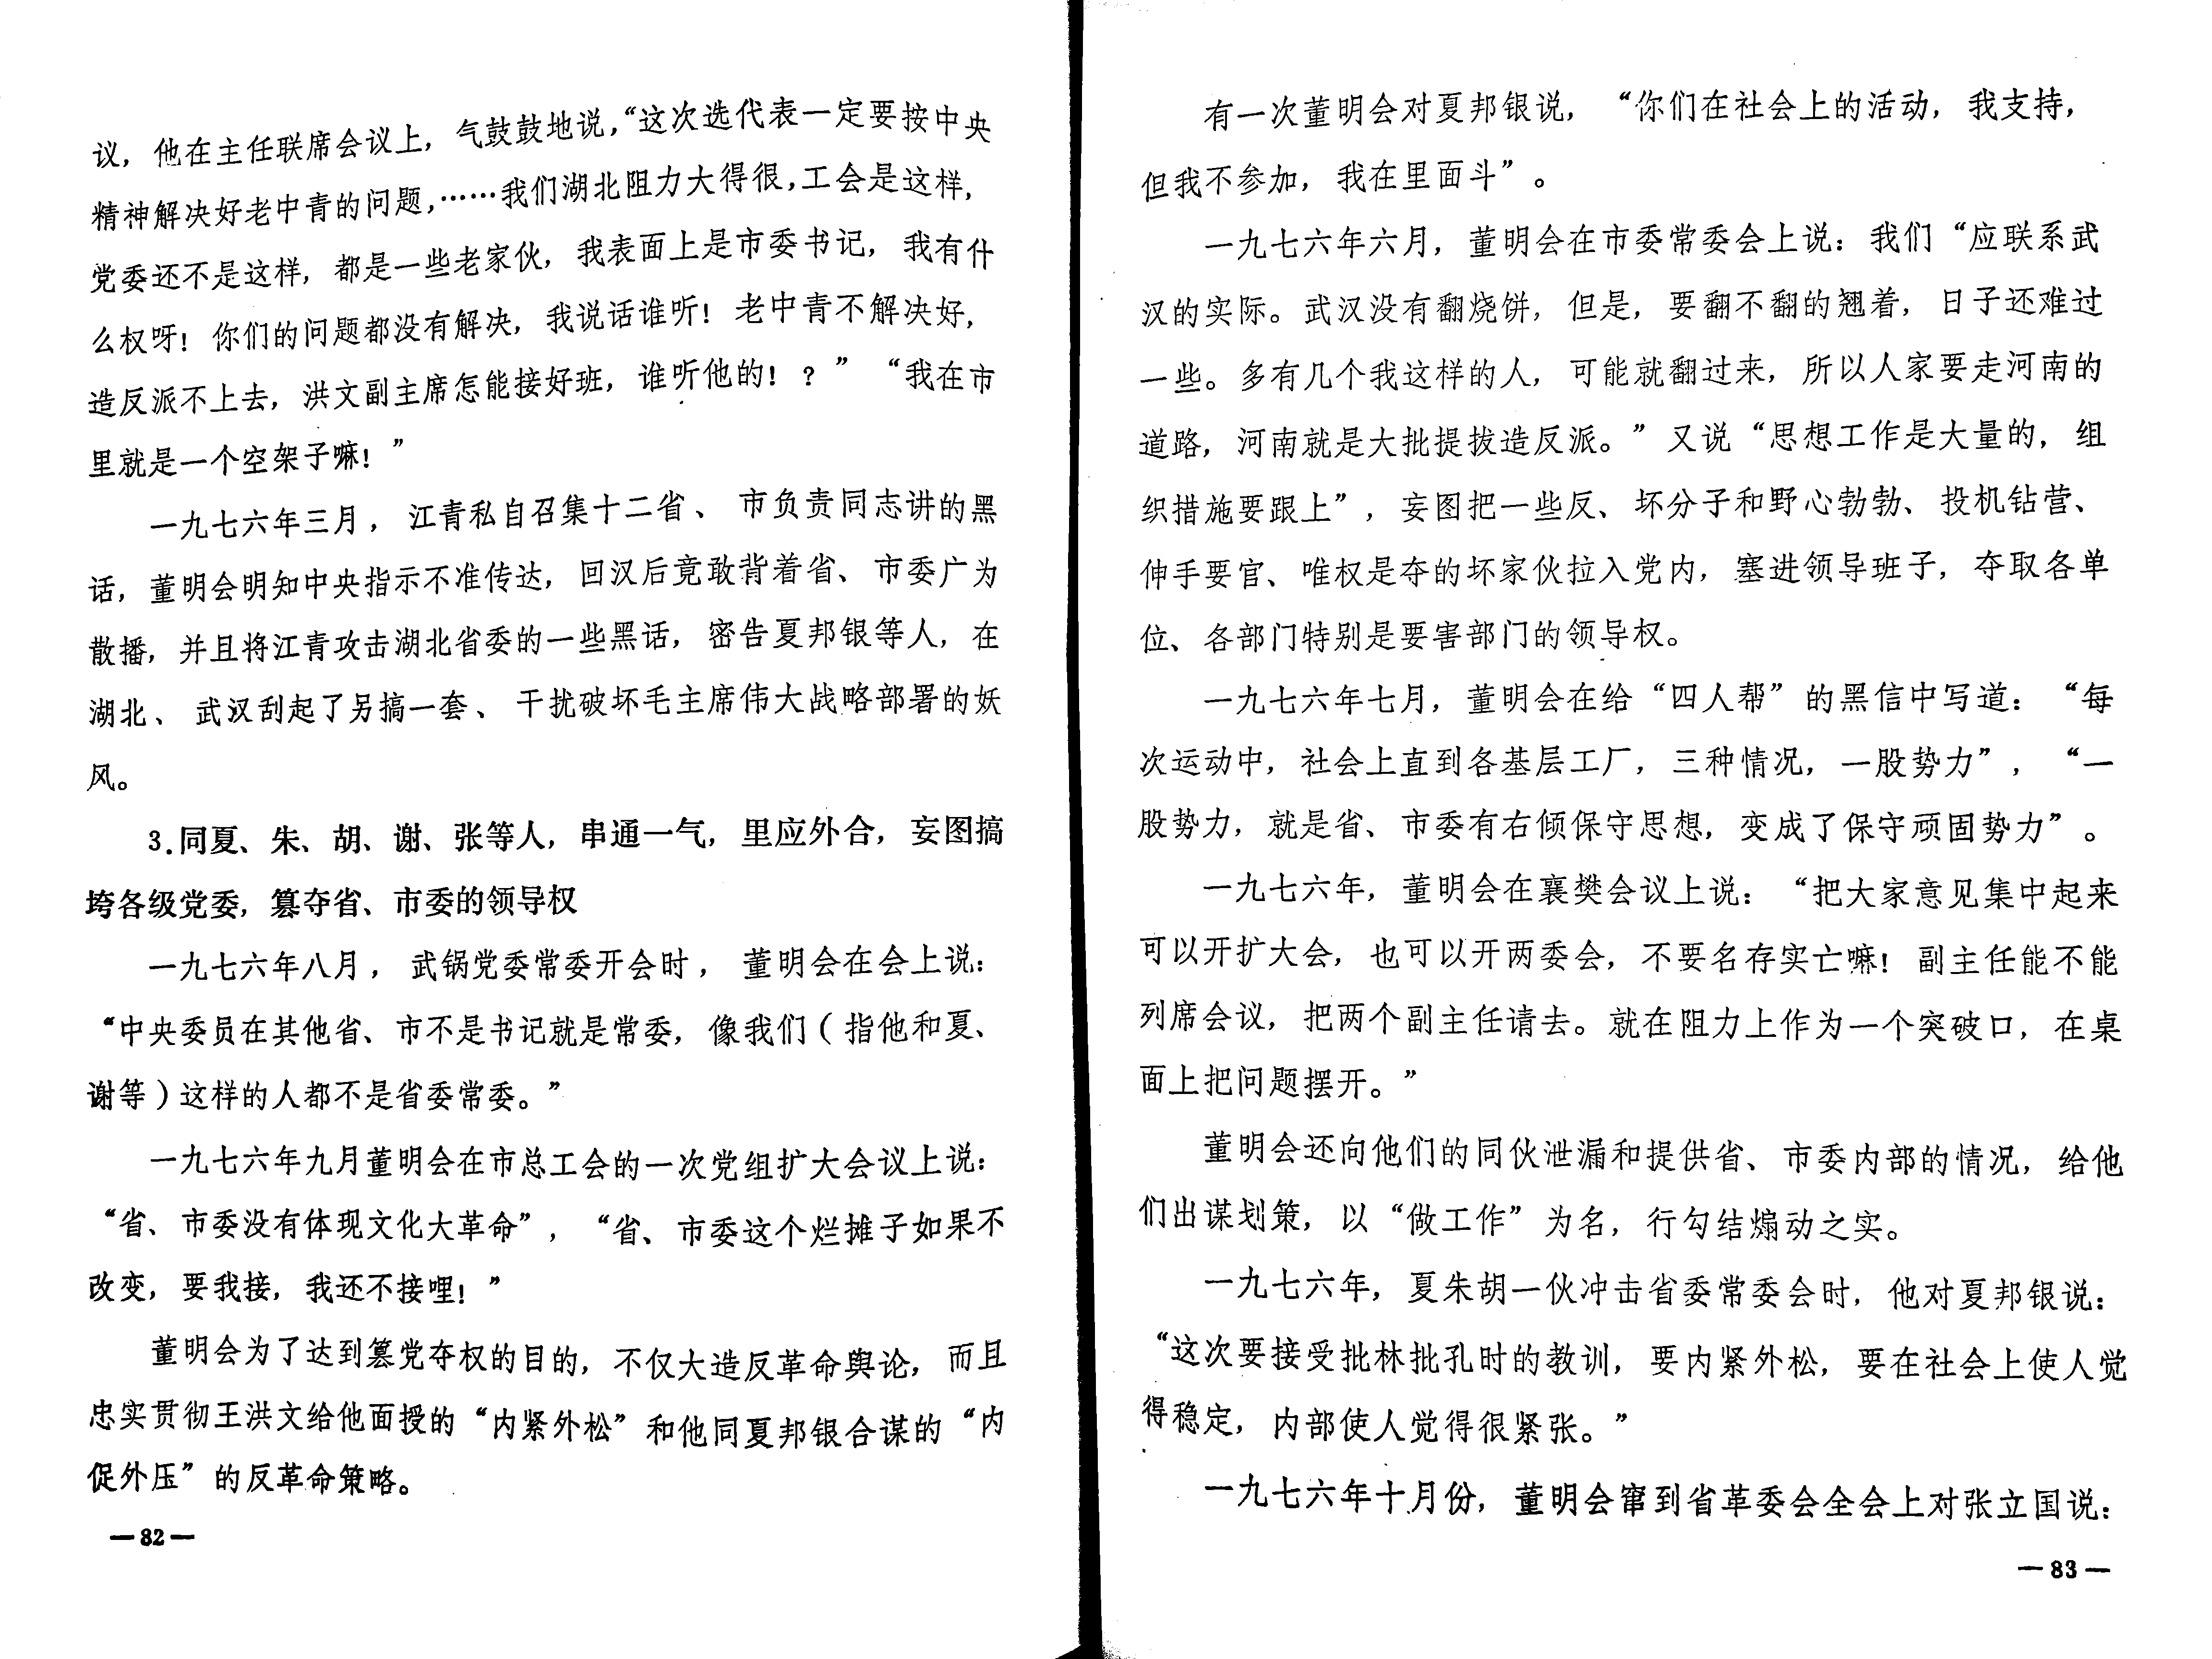 议，他在主任联席会议上，气鼓鼓地说，“这次选代表一定要按中央
精神解决好老中青的问题，……我们湖北阻力大得很，工会是这样，
党委还不是这样，都是一些老家伙，我表面上是市委书记，我有什
么权呀！你们的问题都没有解决，我说话谁听！老中青不解决好，
造反派不上去，洪文副主席怎能接好班，谁听他的！？”“我在市
里就是一个空架子嘛！”
一九七六年三月，江青私自召集十二省、市负责同志讲的黑
话，董明会明知中央指示不准传达，回汉后竟敢背着省、市委广为
散播，并且将江青攻击湖北省委的一些黑话，密告夏邦银等人，在
湖北、武汉刮起了另搞一套、干扰破坏毛主席伟大战略部署的妖
风。
3.同夏、朱、胡、谢、张等人，串通一气，里应外合，妄图搞
垮各级党委，篡夺省、市委的领导权
一九七六年八月，武锅党委常委开会时，董明会在会上说：
“中央委员在其他省、市不是书记就是常委，像我们（指他和夏、
谢等）这样的人都不是省委常委。”
一九七六年九月董明会在市总工会的一次党组扩大会议上说：
“省、市委没有体现文化大革命”，“省、市委这个烂摊子如果不
改变，要我接，我还不接哩！”
董明会为了达到篡党夺权的目的，不仅大造反革命舆论，而且
忠实贯彻王洪文给他面授的“内紧外松”和他同夏邦银合谋的“内
促外压”的反革命策略。
—82—
有一次董明会对夏邦银说，“你们在社会上的活动，我支持，
但我不参加，我在里面斗”。
一九七六年六月，董明会在市委常委会上说：我们“应联系武
汉的实际。武汉没有翻烧饼，但是，要翻不翻的翘着，日子还难过
一些。多有几个我这样的人，可能就翻过来，所以人家要走河南的
道路，河南就是大批提拔造反派。”又说“思想工作是大量的，组
织措施要跟上”，妄图把一些反、坏分子和野心勃勃、投机钻营、
伸手要官、唯权是夺的坏家伙拉入党内，塞进领导班子，夺取各单
位、各部门特别是要害部门的领导权。
一九七六年七月，董明会在给“四人帮”的黑信中写道：“每
次运动中，社会上直到各基层工厂，三种情况，一股势力”，“一
股势力，就是省、市委有右倾保守思想，变成了保守顽固势力”。
一九七六年，董明会在襄樊会议上说：“把大家意见集中起来
可以开扩大会，也可以开两委会，不要名存实亡嘛！副主任能不能
列席会议，把两个副主任请去。就在阻力上作为一个突破口，在桌
面上把问题摆开。”
董明会还向他们的同伙泄漏和提供省、市委内部的情况，给他
们出谋划策，以“做工作”为名，行勾结煽动之实。
一九七六年，夏朱胡一伙冲击省委常委会时，他对夏邦银说：
“这次要接受批林批孔时的教训，要内紧外松，要在社会上使人觉
得稳定，内部使人觉得很紧张。”
一九七六年十月份，董明会窜到省革委会全会上对张立国说：
—83—